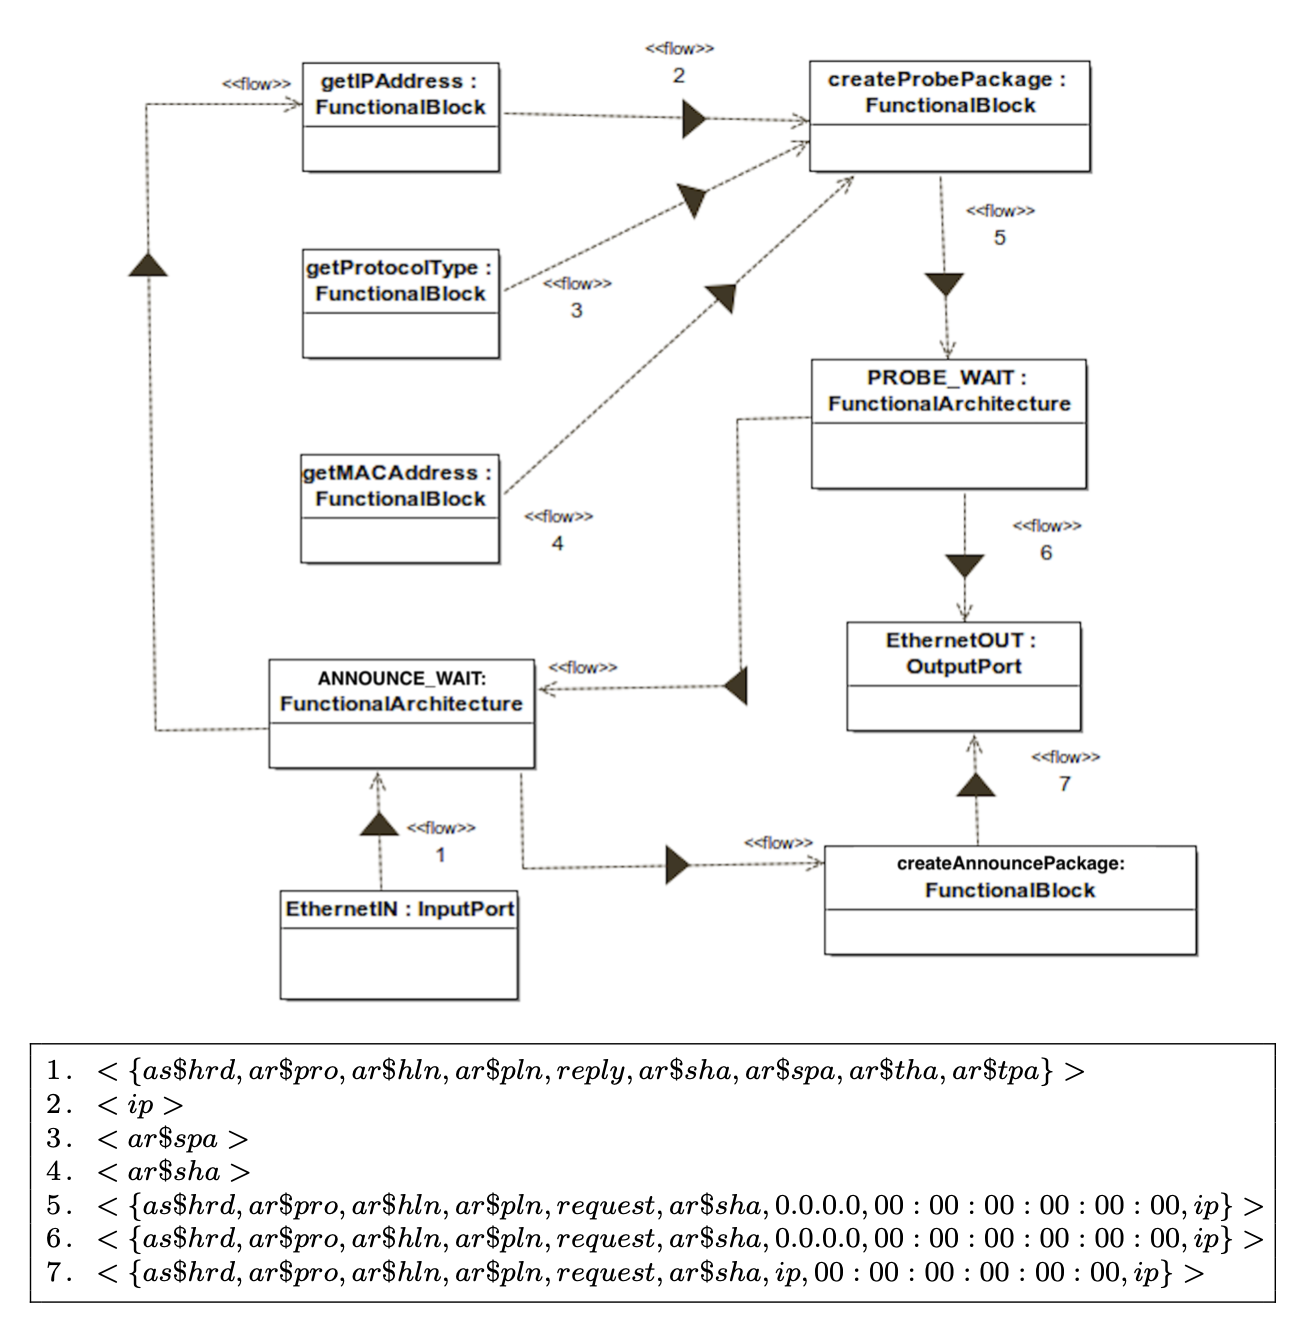 <<flow>>
2
<<flow>>
getIPAddress :
FunctionalBlock
createProbePackage :
FunctionalBlock
<<flow>>
5
getProtocolType :
FunctionalBlock
<<flow>>
3
PROBE_WAIT :
FunctionalArchitecture
getMACAddress :
FunctionalBlock
<<flow>>
4
<<flow>>
6
EthernetOUT :
OutputPort
ANNOUNCE_WAIT:
FunctionalArchitecture
<<flow>>
<<flow>>
7
<<flow>>
1
<<flow>>
createAnnouncePackage:
FunctionalBlock
EthernetIN : InputPort
1. < {as$hrd, ar$pro, ar$hln, ar$pln, reply, ar$sha, ar$spa, ar$tha, ar$tpa} >
2. < ip >
3. < ar$spa >
4. < ar$sha >
5. < {as$hrd, ar$pro, ar$hln, ar$pln, request, ar$sha, 0.0.0.0, 00 : 00 : 00 : 00 : 00 : 00, ip} >
6. < {as$hrd, ar$pro, ar$hln, ar$pln, request, ar$sha, 0.0.0.0, 00 : 00 : 00 : 00 : 00 : 00, ip} >
7. < {as$hrd, ar$pro, ar$hln, ar$pln, request, ar$sha, ip, 00 : 00 : 00 : 00 : 00 : 00, ip} >